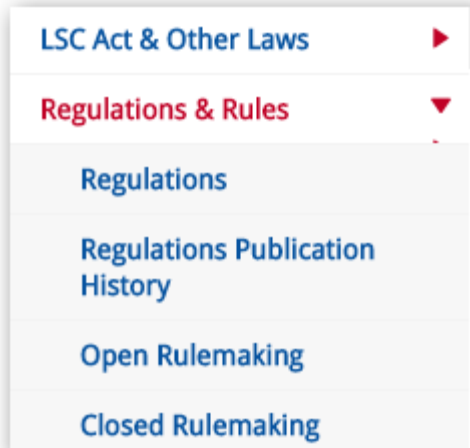 LSC Act & Other Laws
Regulations & Rules
Regulations
Regulations Publication
History
Open Rulemaking
Closed Rulemaking